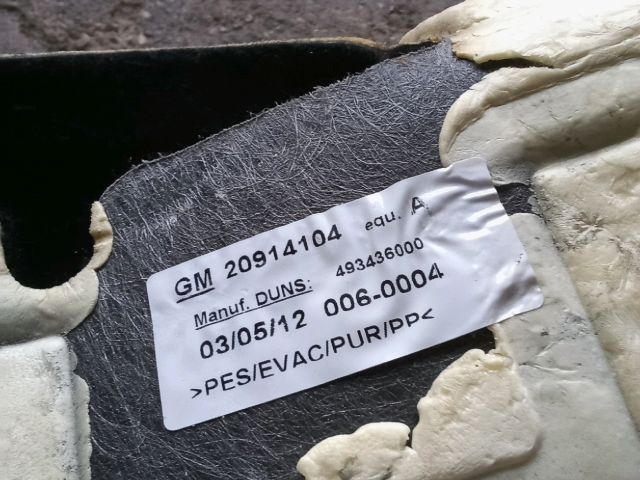 GM 20914104 equ. A
Manuf. DUNS: 493436000
03/05/12 006-0004
>PES/EVAC/PUR/PP<